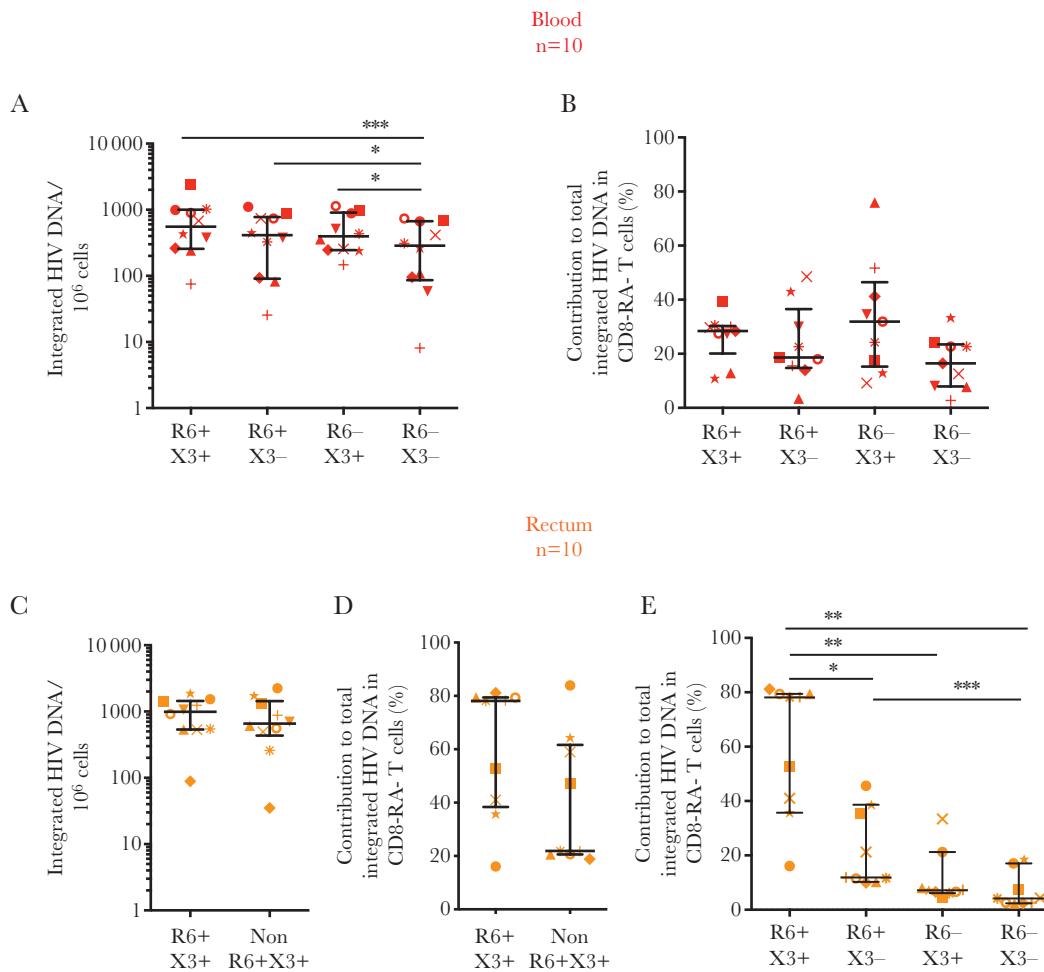 Blood
n=10
A
Integrated HIV DNA/
10⁶ cells
10 000
1000
100
10
1
***
*
*
R6+ R6+ R6– R6–
X3+ X3– X3+ X3–
B
Contribution to total
integrated HIV DNA in
CD8-RA- T cells (%)
100
80
60
40
20
0
R6+ R6+ R6– R6–
X3+ X3– X3+ X3–
Rectum
n=10
C
Integrated HIV DNA/
10⁶ cells
10 000
1000
100
10
1
R6+ Non
X3+ R6+X3+
D
Contribution to total
integrated HIV DNA in
CD8-RA- T cells (%)
100
80
60
40
20
0
R6+ Non
X3+ R6+X3+
E
Contribution to total
integrated HIV DNA in
CD8-RA- T cells (%)
100
80
60
40
20
0
**
**
*
***
R6+ R6+ R6– R6–
X3+ X3– X3+ X3–